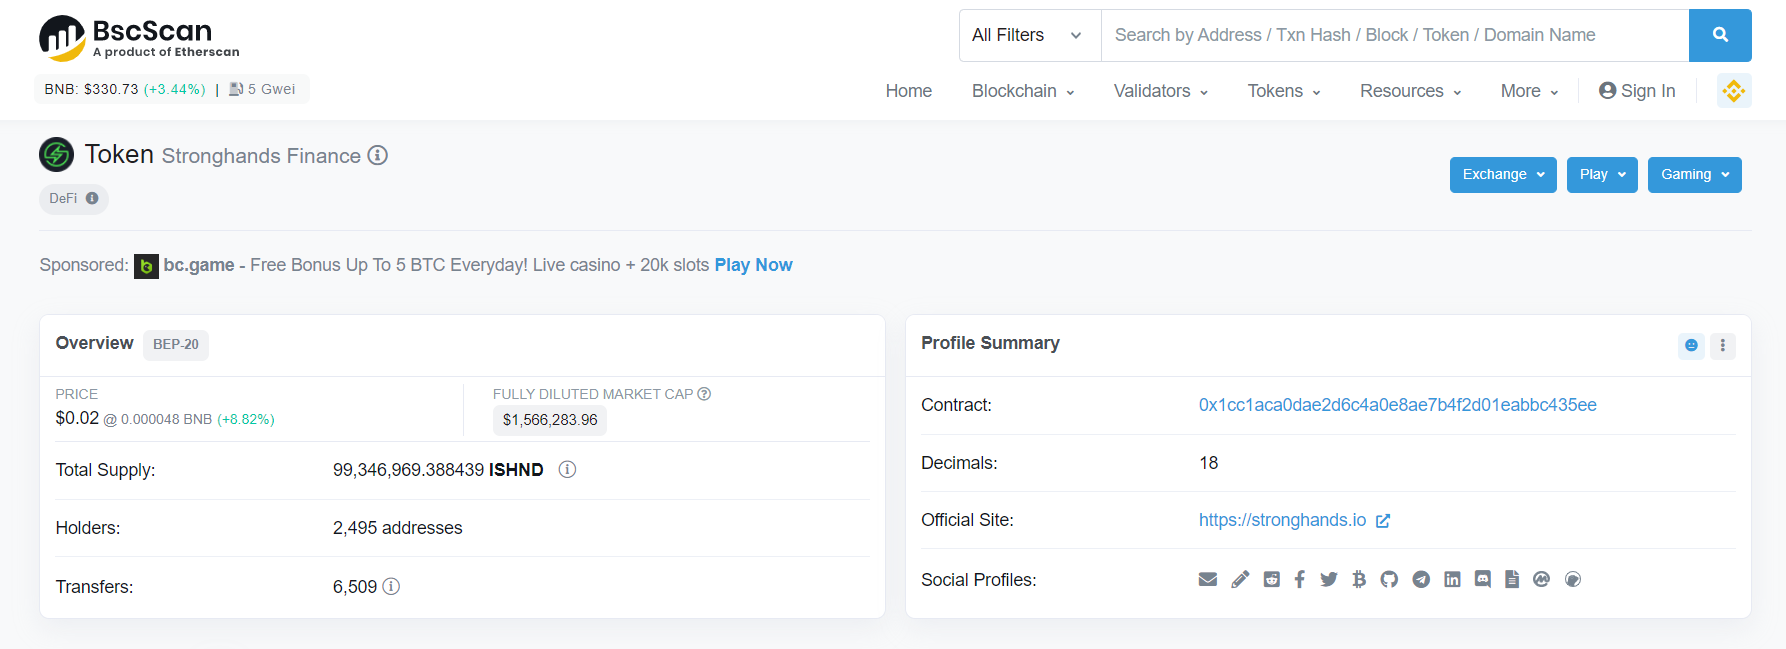 BscScan
A product of Etherscan
All Filters
Search by Address / Txn Hash / Block / Token / Domain Name
BNB: $330.73 (+3.44%) | 5 Gwei
Home Blockchain Validators Tokens Resources More Sign In
Token Stronghands Finance
DeFi
Exchange Play Gaming
Sponsored: bc.game - Free Bonus Up To 5 BTC Everyday! Live casino + 20k slots Play Now
Overview BEP-20
PRICE
$0.02 @ 0.000048 BNB (+8.82%)
FULLY DILUTED MARKET CAP
$1,566,283.96
Total Supply: 99,346,969.388439 ISHND
Holders: 2,495 addresses
Transfers: 6,509
Profile Summary
Contract: 0x1cc1aca0dae2d6c4a0e8ae7b4f2d01eabbc435ee
Decimals: 18
Official Site: https://stronghands.io
Social Profiles: